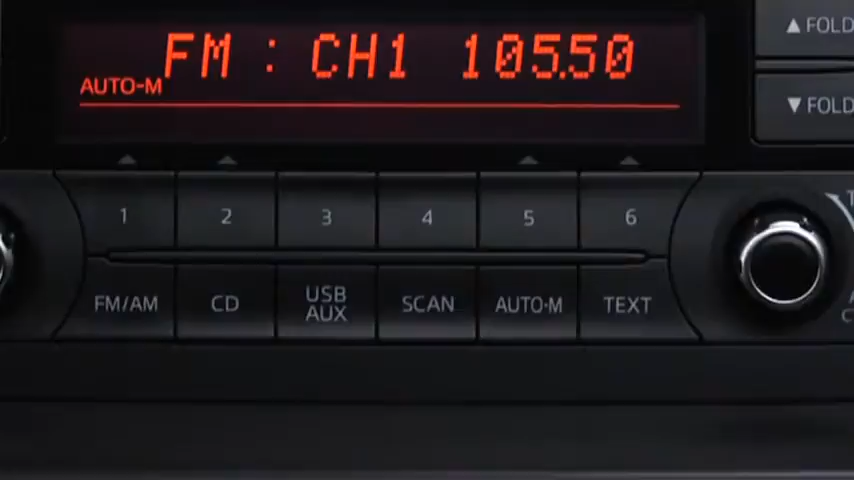 FM : CH1 105.50
AUTO-M
▲ FOLD
▼ FOLD
1 2 3 4 5 6
FM/AM CD USB AUX SCAN AUTO·M TEXT